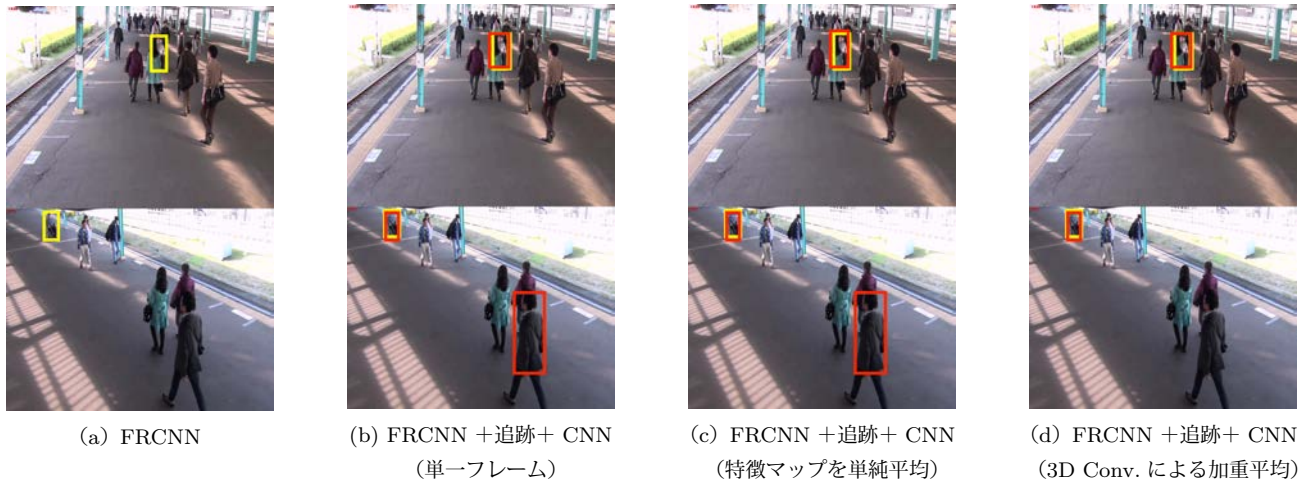 (a) FRCNN
(b) FRCNN +追跡+ CNN
(単一フレーム)
(c) FRCNN +追跡+ CNN
(特徴マップを単純平均)
(d) FRCNN +追跡+ CNN
(3D Conv. による加重平均)